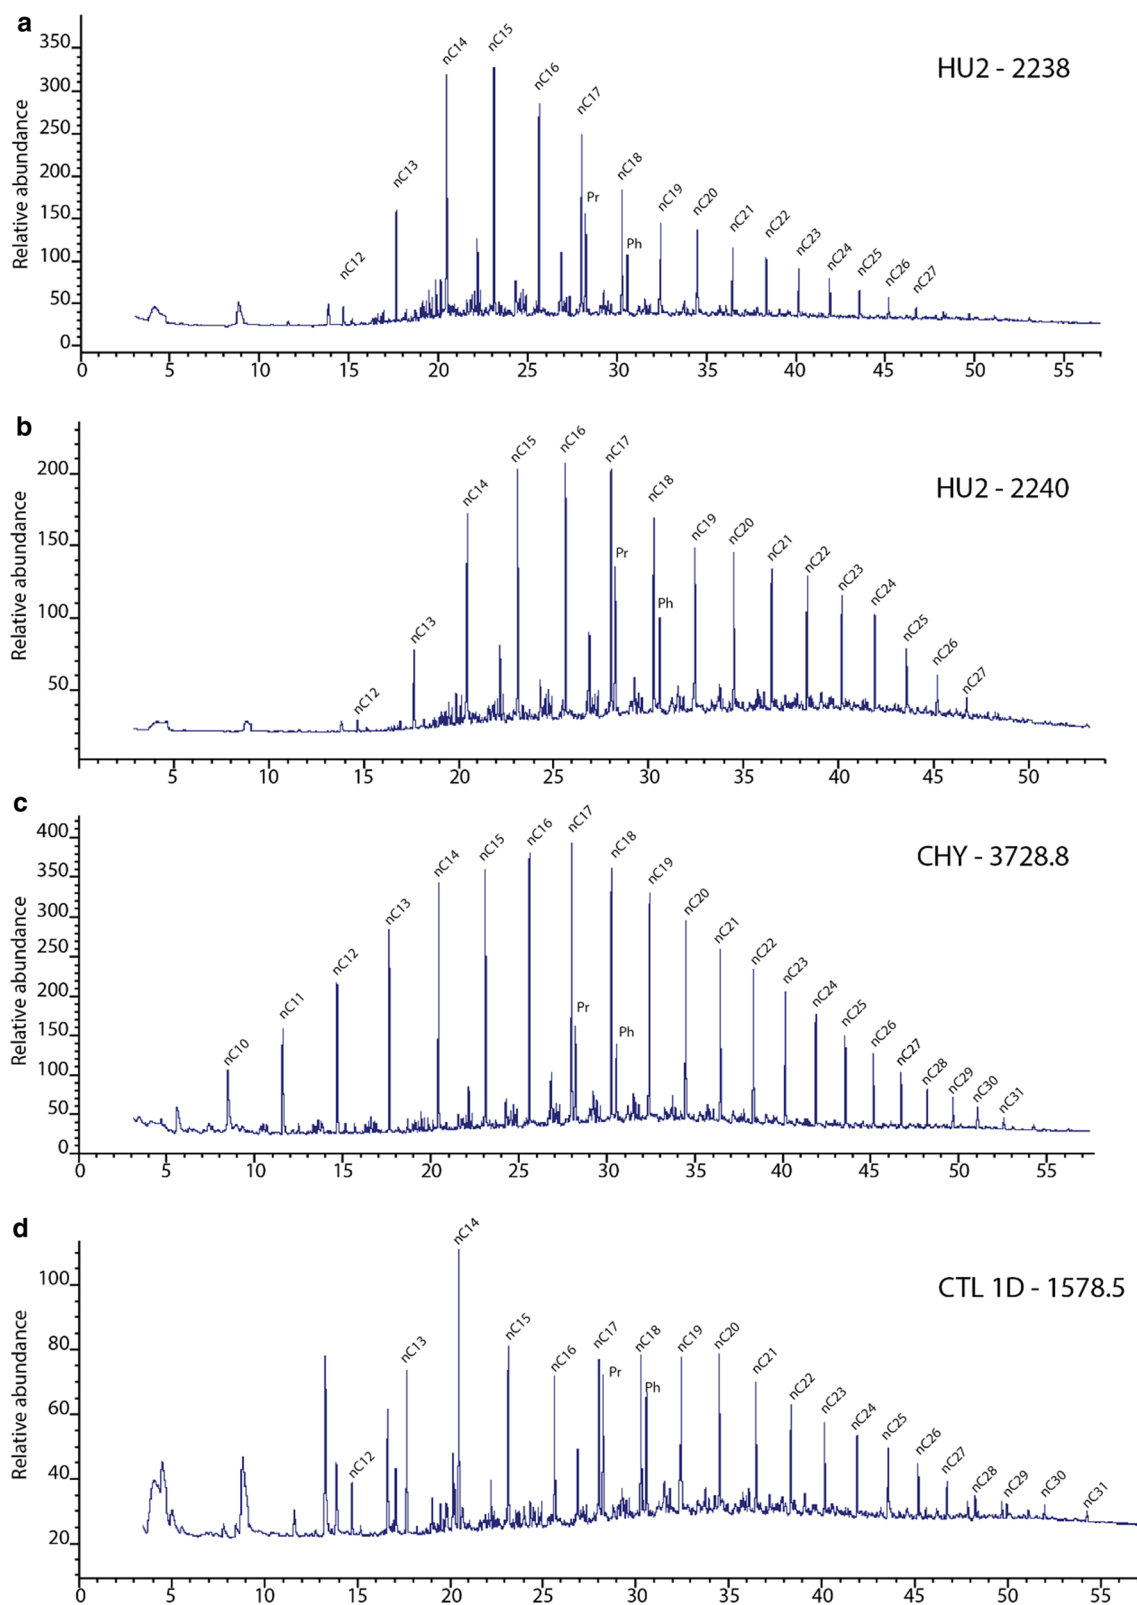 a
HU2 - 2238
Relative abundance
350
300
250
200
150
100
50
0
nC12
nC13
nC14
nC15
nC16
nC17
Pr
nC18
Ph
nC19
nC20
nC21
nC22
nC23
nC24
nC25
nC26
nC27
0 5 10 15 20 25 30 35 40 45 50 55
b
HU2 - 2240
Relative abundance
200
150
100
50
nC12
nC13
nC14
nC15
nC16
nC17
Pr
nC18
Ph
nC19
nC20
nC21
nC22
nC23
nC24
nC25
nC26
nC27
5 10 15 20 25 30 35 40 45 50
c
CHY - 3728.8
Relative abundance
400
350
300
250
200
150
100
50
0
nC10
nC11
nC12
nC13
nC14
nC15
nC16
nC17
Pr
nC18
Ph
nC19
nC20
nC21
nC22
nC23
nC24
nC25
nC26
nC27
nC28
nC29
nC30
nC31
0 5 10 15 20 25 30 35 40 45 50 55
d
CTL 1D - 1578.5
Relative abundance
100
80
60
40
20
nC12
nC13
nC14
nC15
nC16
nC17
Pr
nC18
Ph
nC19
nC20
nC21
nC22
nC23
nC24
nC25
nC26
nC27
nC28
nC29
nC30
nC31
0 5 10 15 20 25 30 35 40 45 50 55